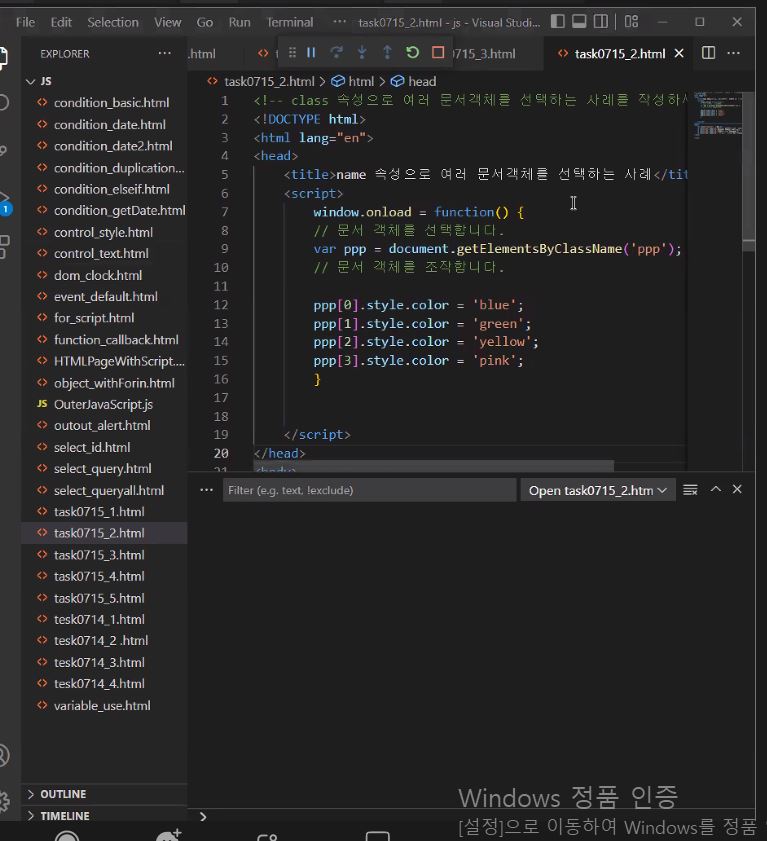 File Edit Selection View Go Run Terminal ··· task0715_2.html - js - Visual Studi...
EXPLORER ···
.html
715_3.html
task0715_2.html
JS
task0715_2.html > html > head
condition_basic.html
condition_date.html
condition_date2.html
condition_duplication...
condition_elseif.html
condition_getDate.html
control_style.html
control_text.html
dom_clock.html
event_default.html
for_script.html
function_callback.html
HTMLPageWithScript....
object_withForin.html
JS OuterJavaScript.js
outout_alert.html
select_id.html
select_query.html
select_queryall.html
task0715_1.html
task0715_2.html
task0715_3.html
task0715_4.html
task0715_5.html
tesk0714_1.html
tesk0714_2 .html
tesk0714_3.html
tesk0714_4.html
variable_use.html
OUTLINE
TIMELINE
1
1 <!-- class 속성으로 여러 문서객체를 선택하는 사례를 작성하
2 <!DOCTYPE html>
3 <html lang="en">
4 <head>
5 <title>name 속성으로 여러 문서객체를 선택하는 사례</tit
6 <script>
7 window.onload = function() {
8 // 문서 객체를 선택합니다.
9 var ppp = document.getElementsByClassName('ppp');
10 // 문서 객체를 조작합니다.
11
12 ppp[0].style.color = 'blue';
13 ppp[1].style.color = 'green';
14 ppp[2].style.color = 'yellow';
15 ppp[3].style.color = 'pink';
16 }
17
18
19 </script>
20 </head>
21 <body>
··· Filter (e.g. text, !exclude) Open task0715_2.htm
Windows 정품 인증
[설정]으로 이동하여 Windows를 정품